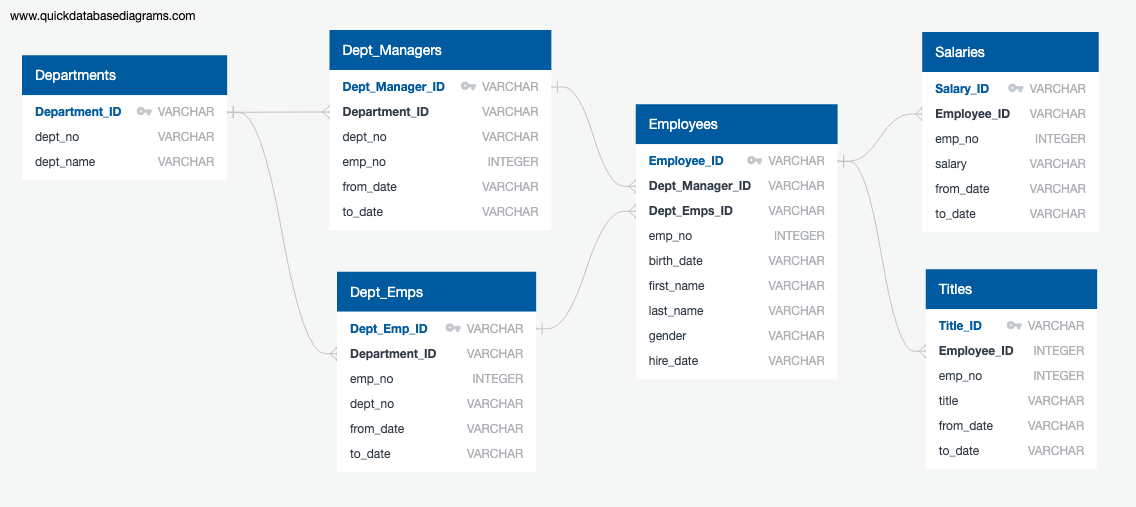 www.quickdatabasediagrams.com
Departments
Department_ID VARCHAR
dept_no VARCHAR
dept_name VARCHAR
Dept_Managers
Dept_Manager_ID VARCHAR
Department_ID VARCHAR
dept_no VARCHAR
emp_no INTEGER
from_date VARCHAR
to_date VARCHAR
Dept_Emps
Dept_Emp_ID VARCHAR
Department_ID VARCHAR
emp_no INTEGER
dept_no VARCHAR
from_date VARCHAR
to_date VARCHAR
Employees
Employee_ID VARCHAR
Dept_Manager_ID VARCHAR
Dept_Emps_ID VARCHAR
emp_no INTEGER
birth_date VARCHAR
first_name VARCHAR
last_name VARCHAR
gender VARCHAR
hire_date VARCHAR
Salaries
Salary_ID VARCHAR
Employee_ID VARCHAR
emp_no INTEGER
salary VARCHAR
from_date VARCHAR
to_date VARCHAR
Titles
Title_ID VARCHAR
Employee_ID INTEGER
emp_no INTEGER
title VARCHAR
from_date VARCHAR
to_date VARCHAR